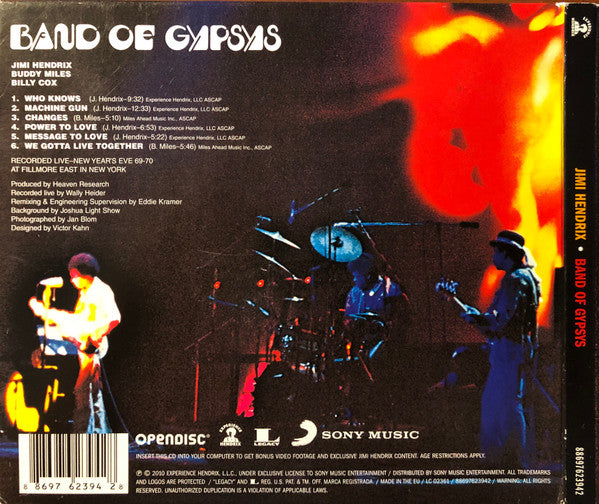 BAND OF GYPSYS
JIMI HENDRIX
BUDDY MILES
BILLY COX
1. WHO KNOWS (J. Hendrix–9:32) Experience Hendrix, LLC ASCAP
2. MACHINE GUN (J. Hendrix–12:33) Experience Hendrix, LLC ASCAP
3. CHANGES (B. Miles–5:10) Miles Ahead Music Inc., ASCAP
4. POWER TO LOVE (J. Hendrix–6:53) Experience Hendrix, LLC ASCAP
5. MESSAGE TO LOVE (J. Hendrix–5:22) Experience Hendrix, LLC ASCAP
6. WE GOTTA LIVE TOGETHER (B. Miles–5:46) Miles Ahead Music Inc., ASCAP
RECORDED LIVE–NEW YEAR'S EVE 69-70
AT FILLMORE EAST IN NEW YORK
Produced by Heaven Research
Recorded live by Wally Heider
Remixing & Engineering Supervision by Eddie Kramer
Background by Joshua Light Show
Photographed by Jan Blom
Designed by Victor Kahn
JIMI HENDRIX • BAND OF GYPSYS
88697623942
8 86976 23942 8
OPENDISC EXPERIENCE HENDRIX LEGACY SONY MUSIC
INSERT THIS CD INTO YOUR COMPUTER TO GET BONUS VIDEO FOOTAGE AND EXCLUSIVE JIMI HENDRIX CONTENT. AGE RESTRICTIONS APPLY.
℗ © 2010 EXPERIENCE HENDRIX, L.L.C., UNDER EXCLUSIVE LICENSE TO SONY MUSIC ENTERTAINMENT / DISTRIBUTED BY SONY MUSIC ENTERTAINMENT. ALL TRADEMARKS
AND LOGOS ARE PROTECTED / "LEGACY" AND L REG. U.S. PAT. & TM. OFF. MARCA REGISTRADA. / MADE IN THE EU / LC 02361 / 88697623942 / WARNING: ALL RIGHTS
RESERVED. UNAUTHORIZED DUPLICATION IS A VIOLATION OF APPLICABLE LAWS.